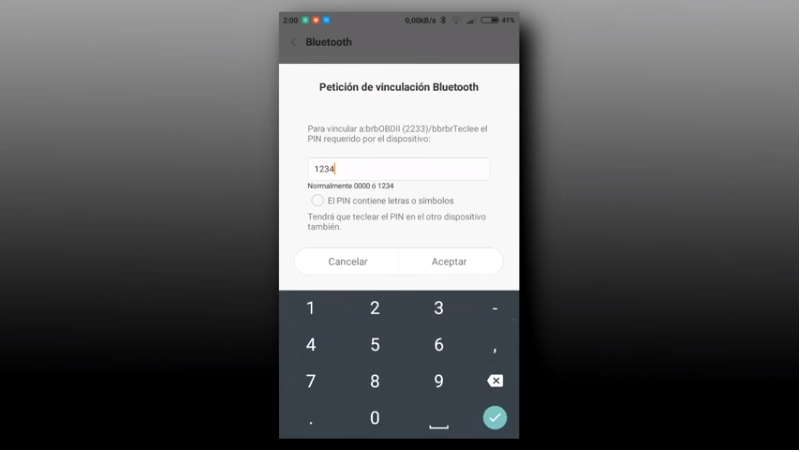 2:00 0,00kB/s 41%
Bluetooth
Petición de vinculación Bluetooth
Para vincular a:brbOBDII (2233)/bbrbrTeclee el
PIN requerido por el dispositivo:
1234
Normalmente 0000 ó 1234
El PIN contiene letras o símbolos
Tendrá que teclear el PIN en el otro dispositivo
también.
Cancelar Aceptar
1 2 3 -
4 5 6 ,
7 8 9
. 0